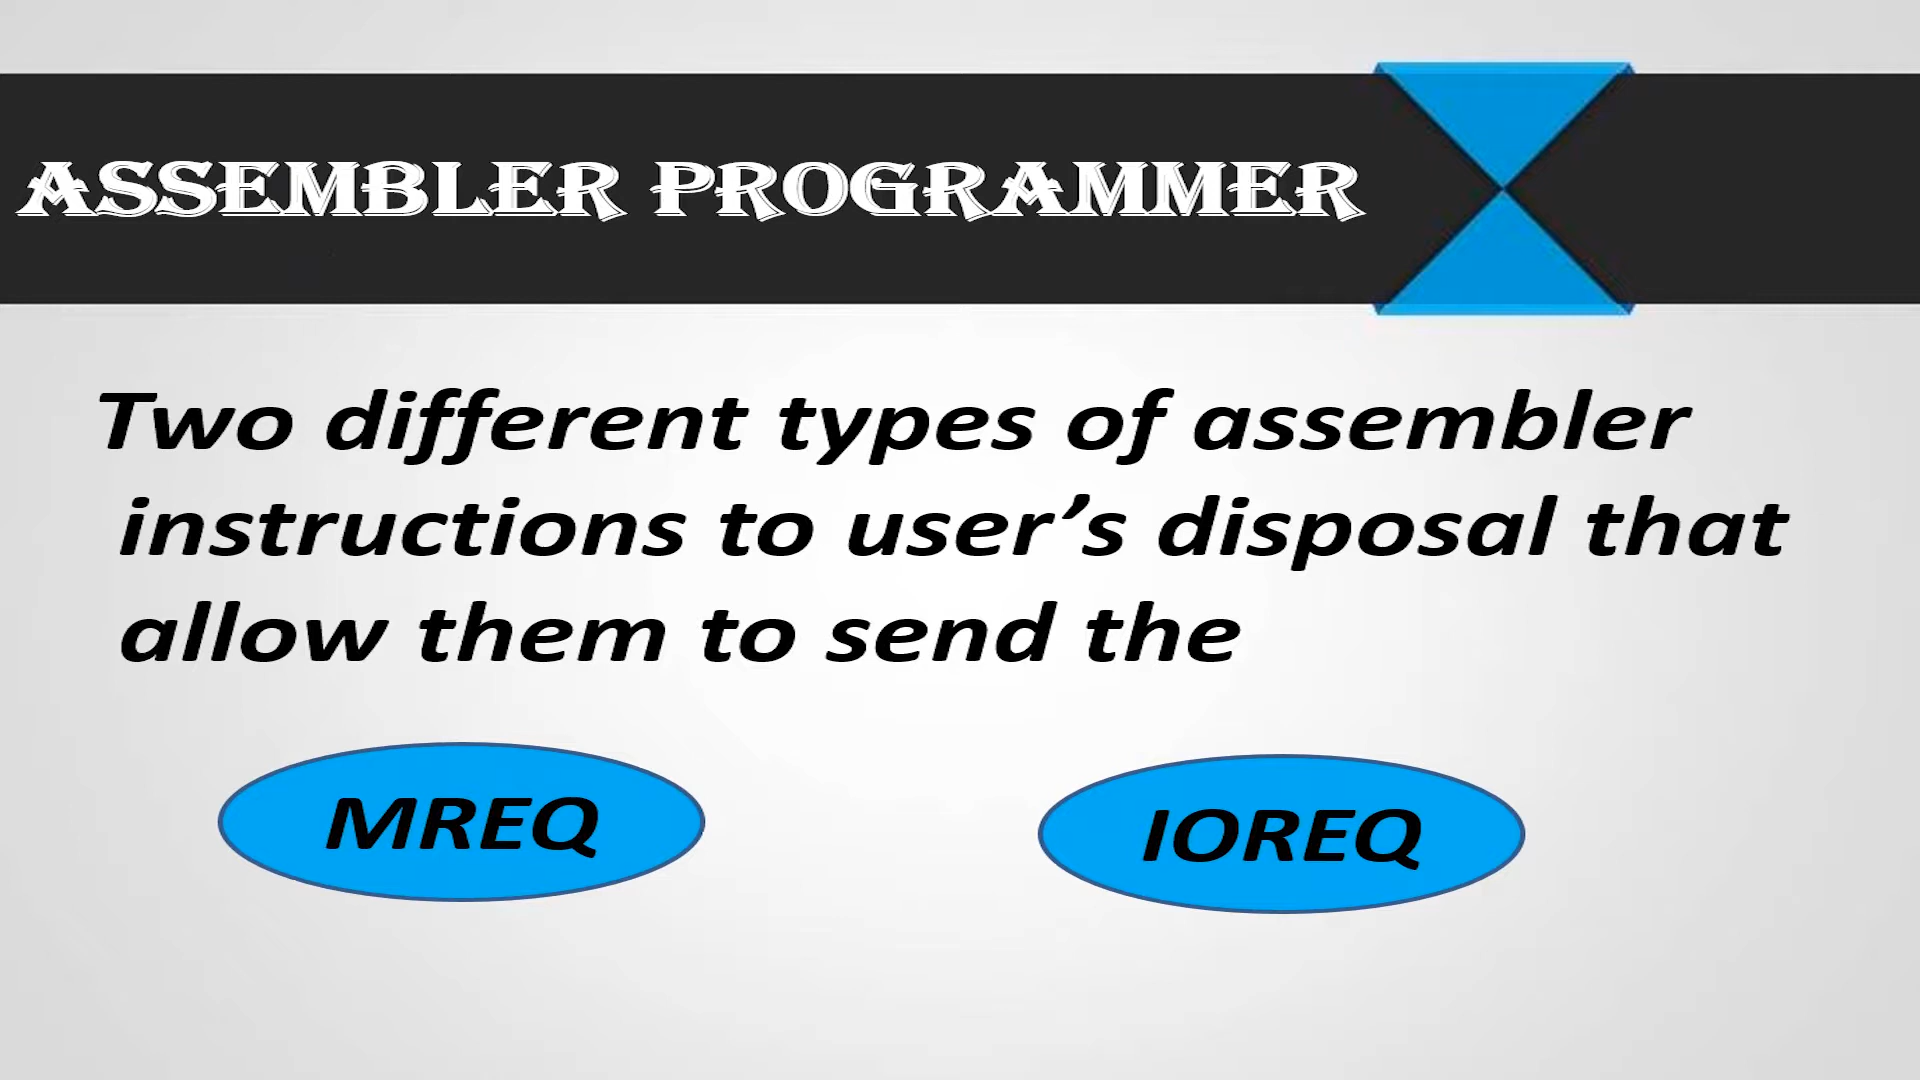 ASSEMBLER PROGRAMMER
Two different types of assembler
instructions to user’s disposal that
allow them to send the
MREQ
IOREQ